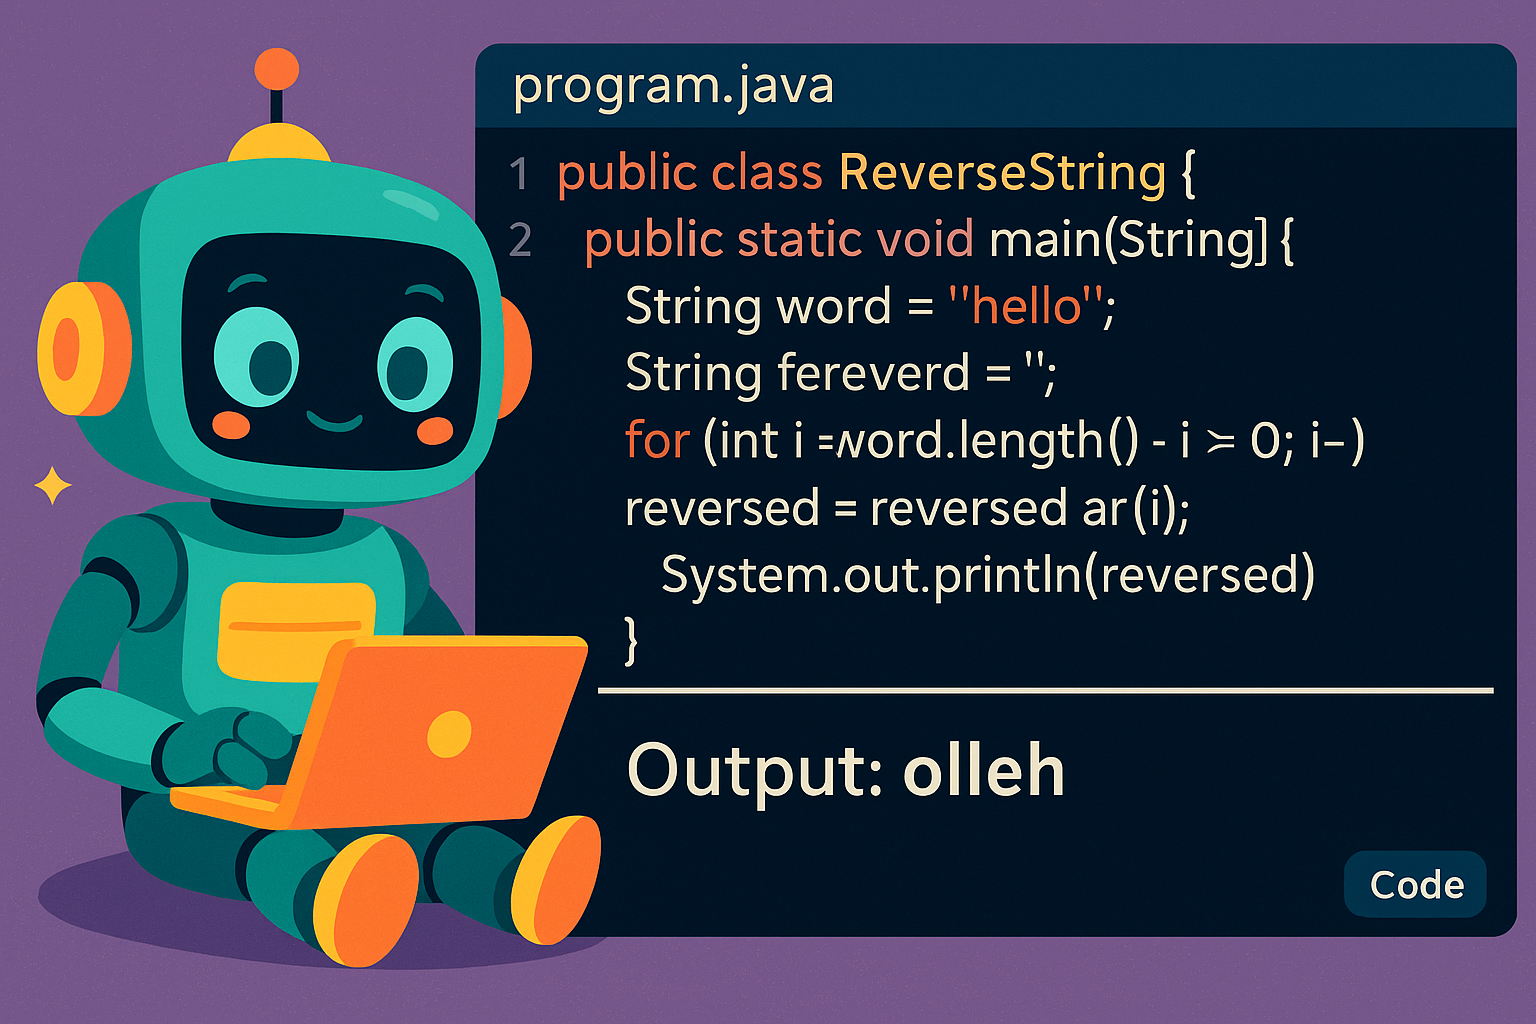 program.java
1 public class ReverseString {
2 public static void main(String] {
String word = "hello";
String fereverd = ";
for (int i =word.length() - i >= 0; i-)
reversed = reversed ar(i);
System.out.println(reversed)
}
Output: olleh
Code